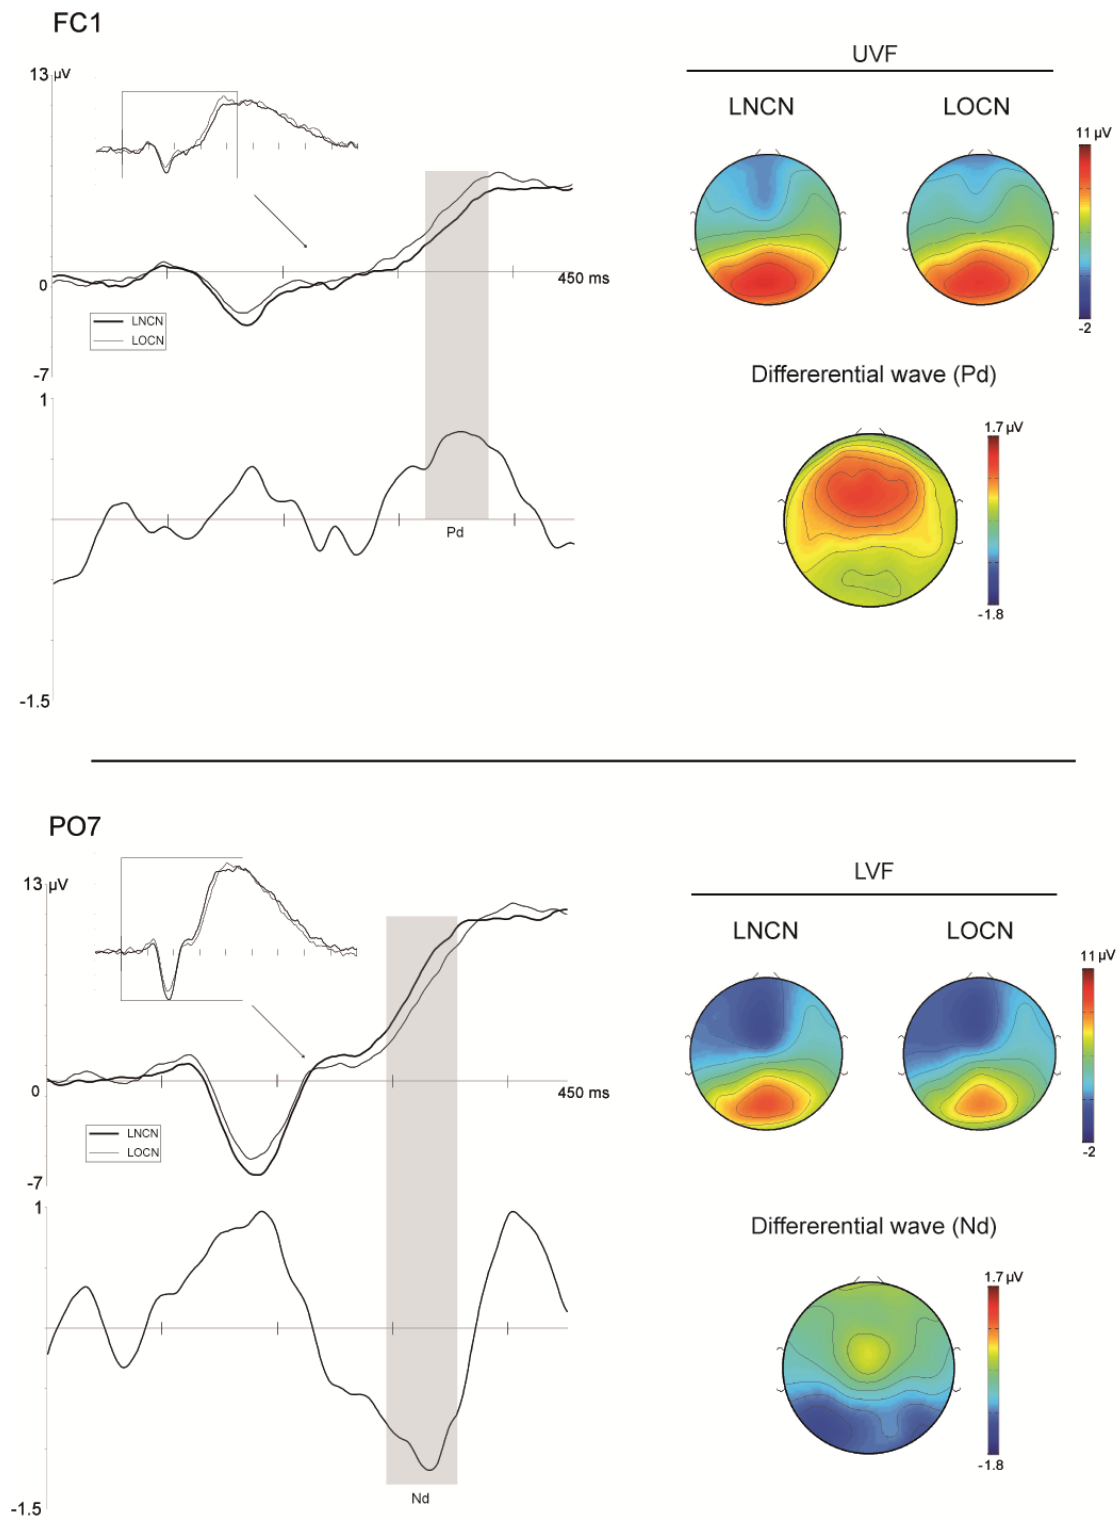 FC1
13 µV
0
450 ms
LNCN
LOCN
-7
1
Pd
-1.5
UVF
LNCN
LOCN
11 µV
-2
Differerential wave (Pd)
1.7 µV
-1.8
PO7
13 µV
0
450 ms
LNCN
LOCN
-7
1
Nd
-1.5
LVF
LNCN
LOCN
11 µV
-2
Differerential wave (Nd)
1.7 µV
-1.8